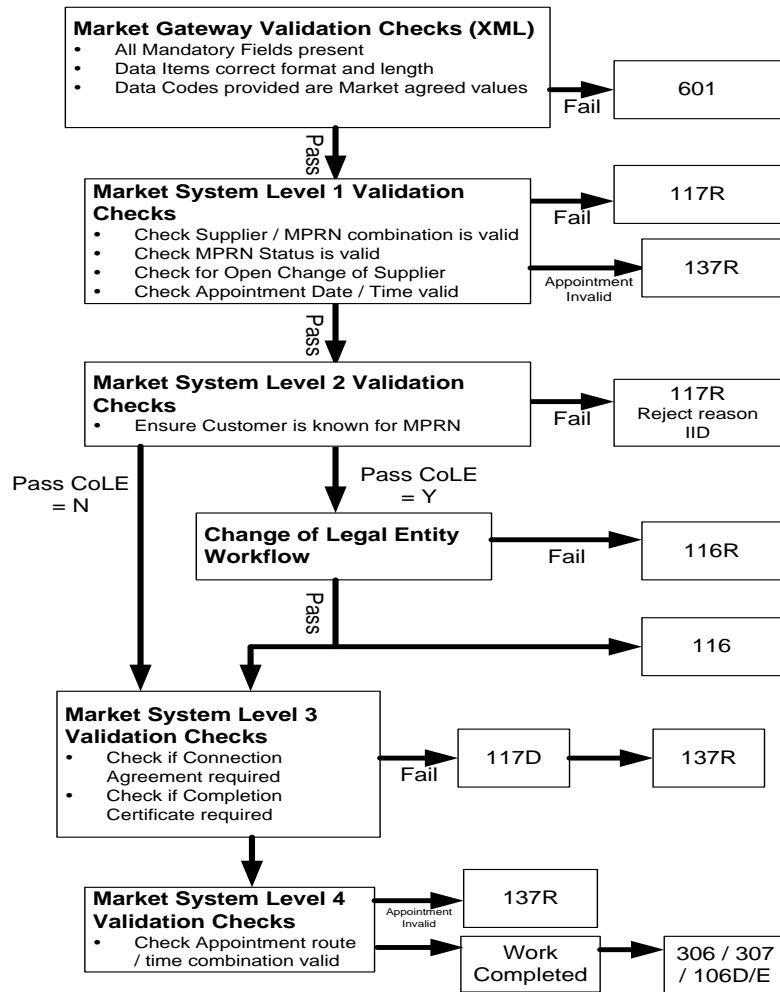 Market Gateway Validation Checks (XML)
• All Mandatory Fields present
• Data Items correct format and length
• Data Codes provided are Market agreed values
Fail
601
Pass
Market System Level 1 Validation
Checks
• Check Supplier / MPRN combination is valid
• Check MPRN Status is valid
• Check for Open Change of Supplier
• Check Appointment Date / Time valid
Fail
117R
Appointment
Invalid
137R
Pass
Market System Level 2 Validation
Checks
• Ensure Customer is known for MPRN
Fail
117R
Reject reason
IID
Pass CoLE
= N
Pass CoLE
= Y
Change of Legal Entity
Workflow
Fail
116R
Pass
116
Market System Level 3
Validation Checks
• Check if Connection
Agreement required
• Check if Completion
Certificate required
Fail
117D
137R
Market System Level 4
Validation Checks
• Check Appointment route
/ time combination valid
Appointment
Invalid
137R
Work
Completed
306 / 307
/ 106D/E